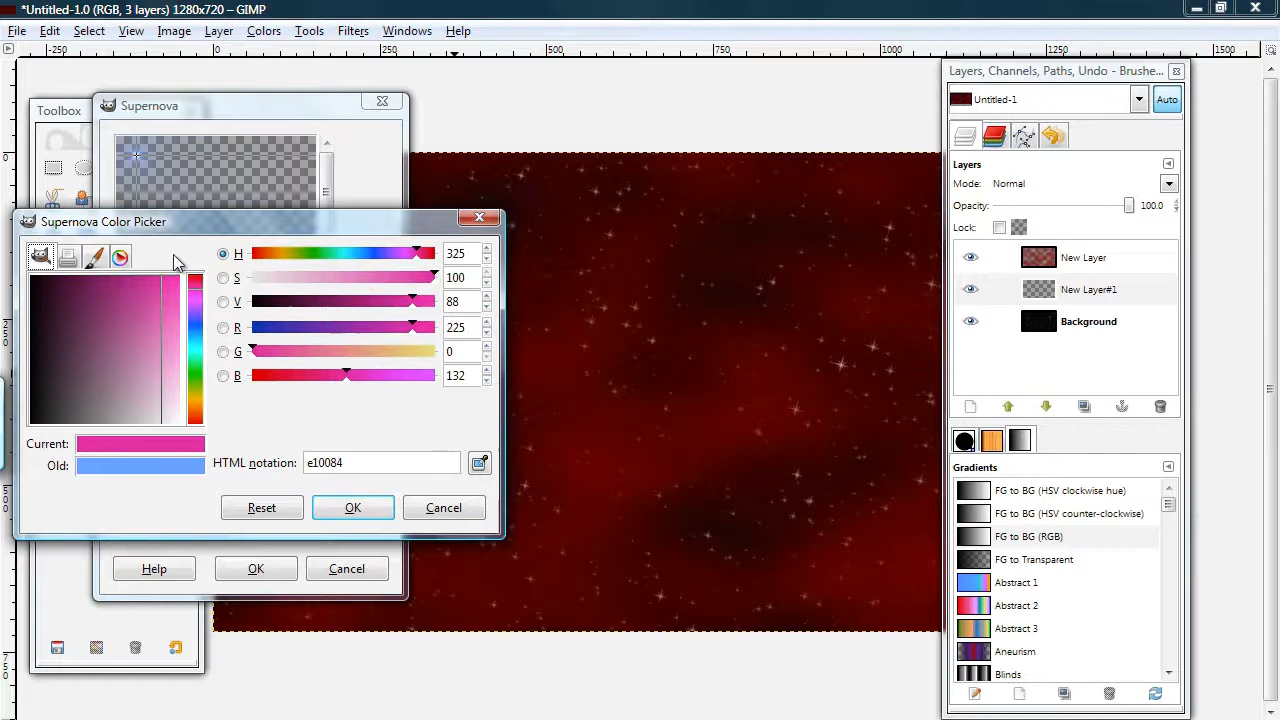 *Untitled-1.0 (RGB, 3 layers) 1280x720 – GIMP
File Edit Select View Image Layer Colors Tools Filters Windows Help
-250 0 250 500 750 1000 1250 1500
0
250
500
750
Toolbox
Supernova
Help OK Cancel
Supernova Color Picker
H 325
S 100
V 88
R 225
G 0
B 132
Current:
Old:
HTML notation: e10084
Reset OK Cancel
Layers, Channels, Paths, Undo - Brushe...
Untitled-1 Auto
Layers
Mode: Normal
Opacity: 100.0
Lock:
New Layer
New Layer#1
Background
Gradients
FG to BG (HSV clockwise hue)
FG to BG (HSV counter-clockwise)
FG to BG (RGB)
FG to Transparent
Abstract 1
Abstract 2
Abstract 3
Aneurism
Blinds